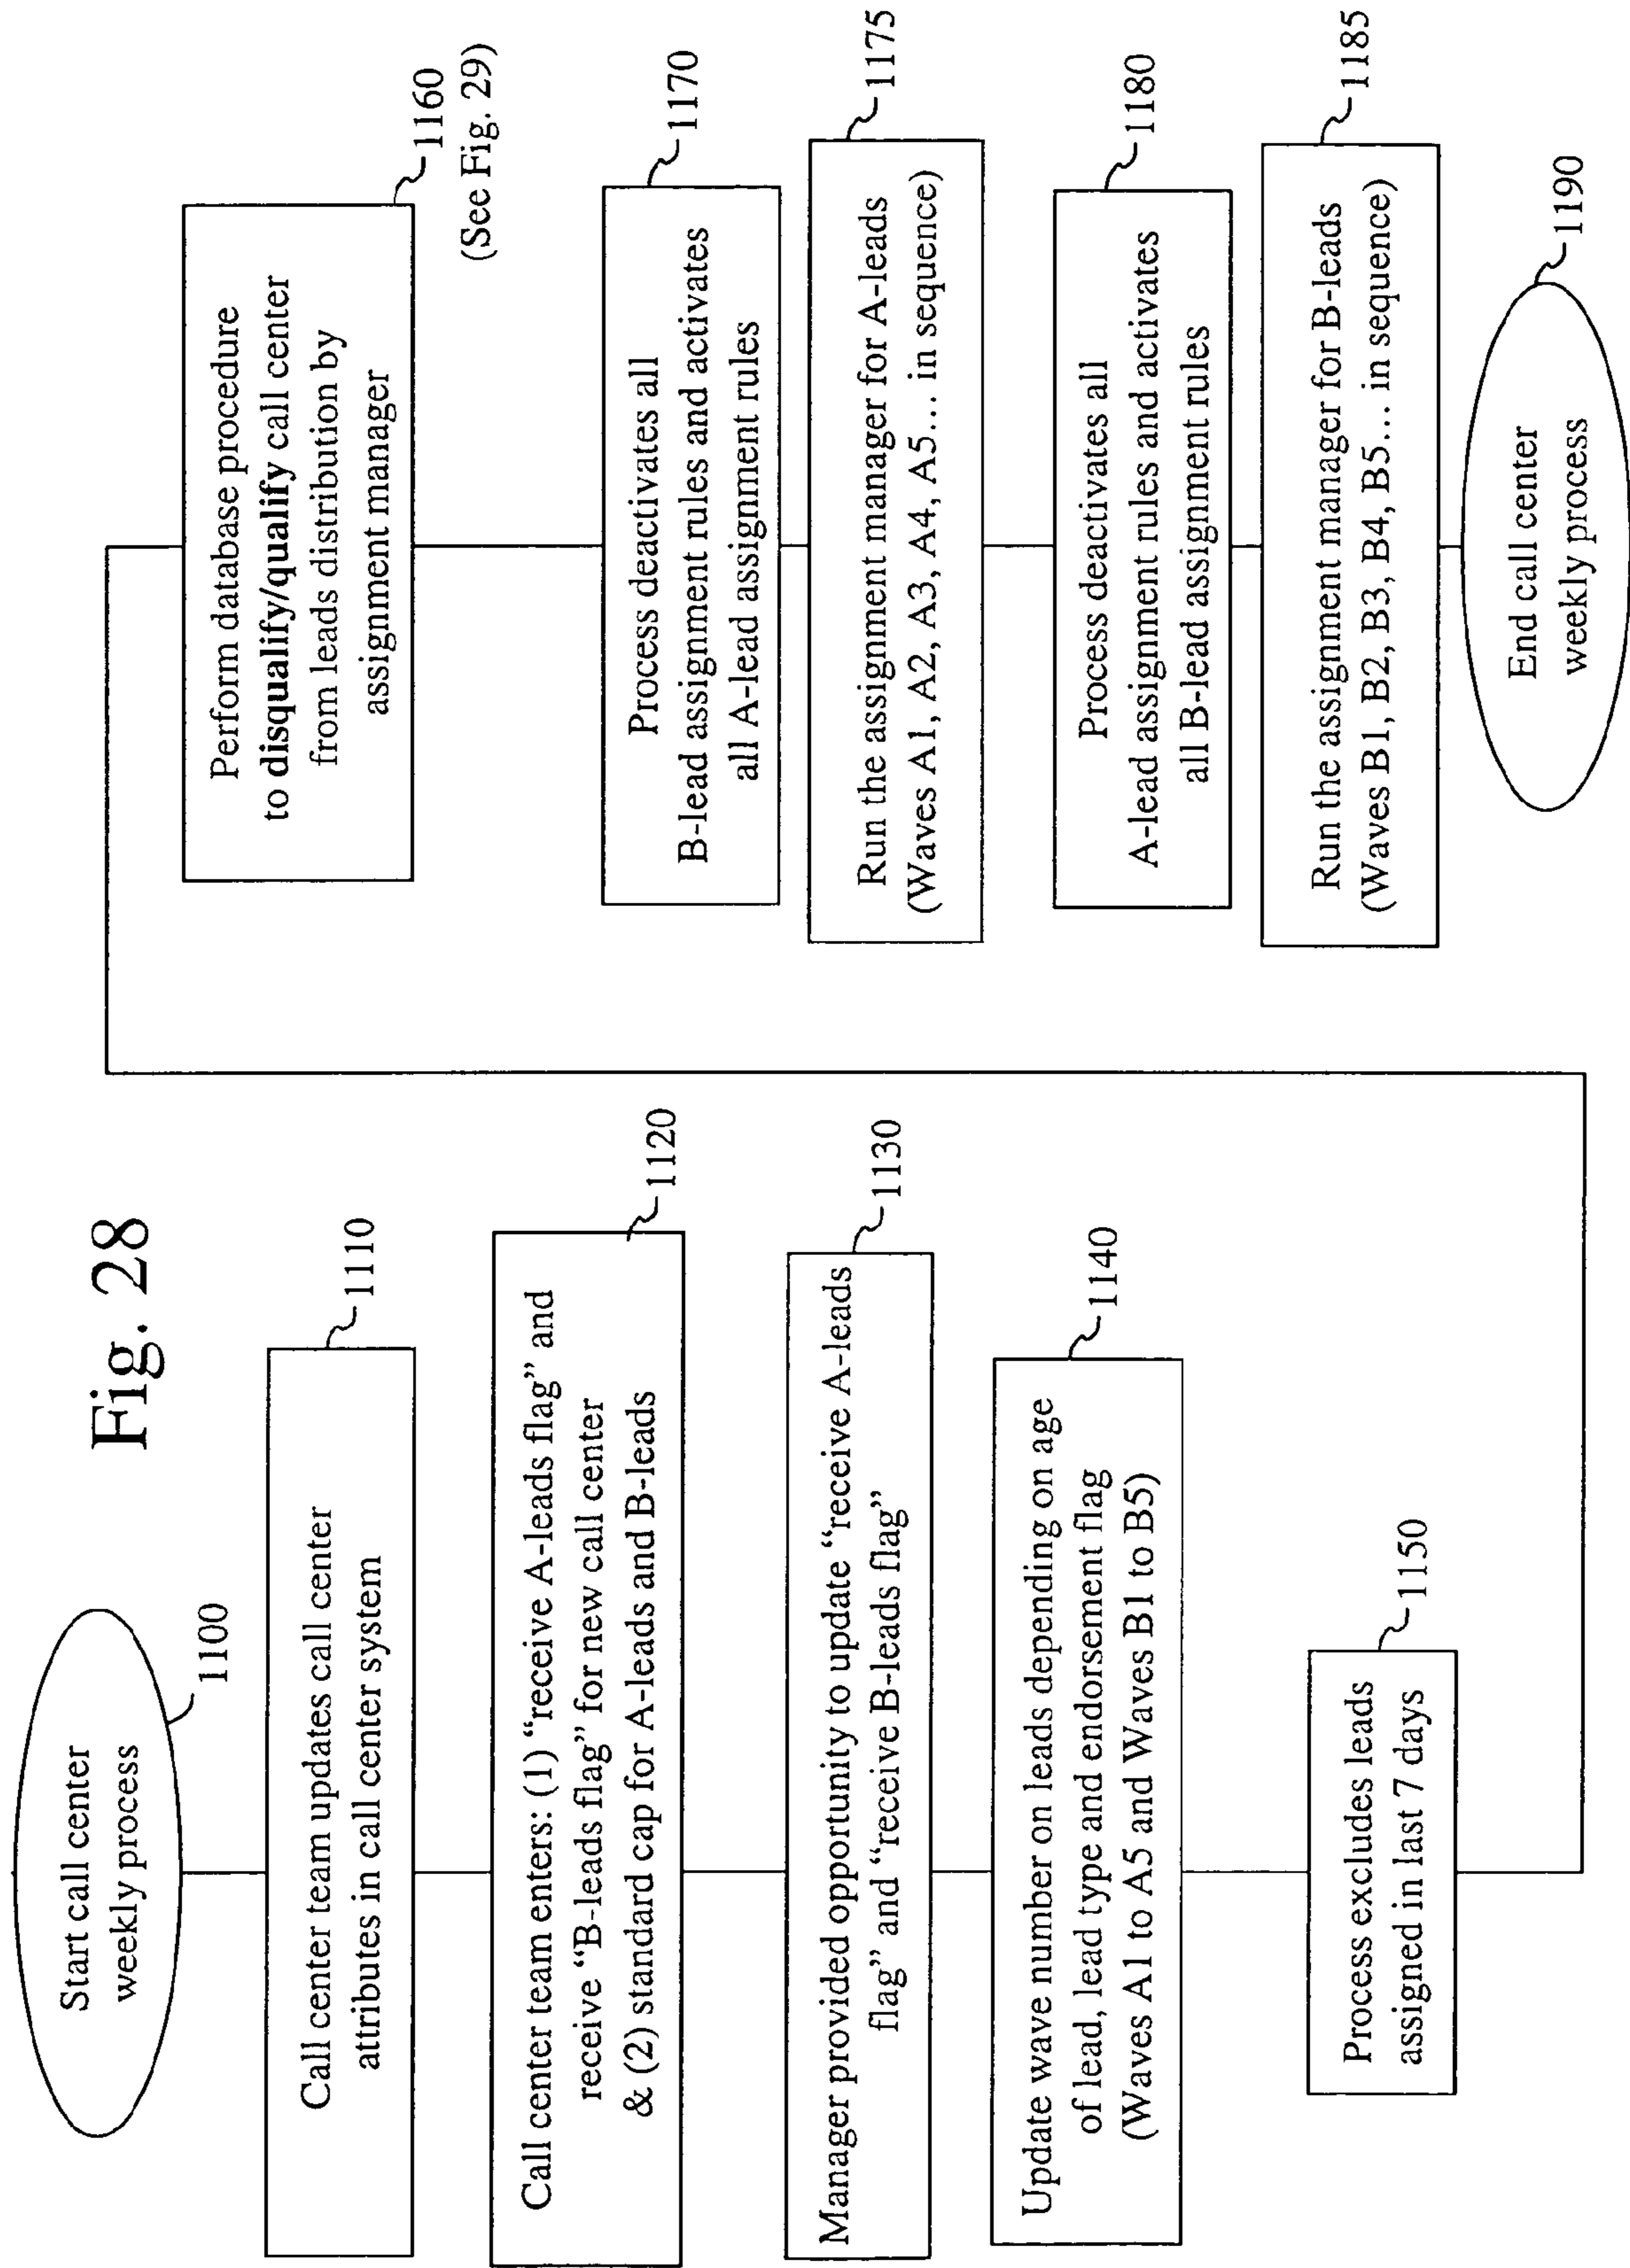 Fig. 28
Start call center
weekly process
1100
Call center team updates call center
attributes in call center system
1110
Call center team enters: (1) “receive A-leads flag” and
receive “B-leads flag” for new call center
& (2) standard cap for A-leads and B-leads
1120
Manager provided opportunity to update “receive A-leads
flag” and “receive B-leads flag”
1130
Update wave number on leads depending on age
of lead, lead type and endorsement flag
(Waves A1 to A5 and Waves B1 to B5)
1140
Process excludes leads
assigned in last 7 days
1150
Perform database procedure
to disqualify/qualify call center
from leads distribution by
assignment manager
1160
(See Fig. 29)
Process deactivates all
B-lead assignment rules and activates
all A-lead assignment rules
1170
Run the assignment manager for A-leads
(Waves A1, A2, A3, A4, A5... in sequence)
1175
Process deactivates all
A-lead assignment rules and activates
all B-lead assignment rules
1180
Run the assignment manager for B-leads
(Waves B1, B2, B3, B4, B5... in sequence)
1185
End call center
weekly process
1190